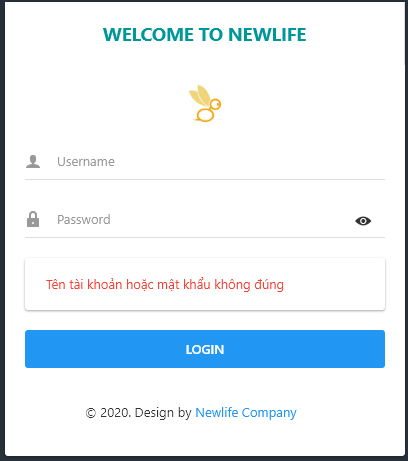 WELCOME TO NEWLIFE
Username
Password
Tên tài khoản hoặc mật khẩu không đúng
LOGIN
© 2020. Design by Newlife Company